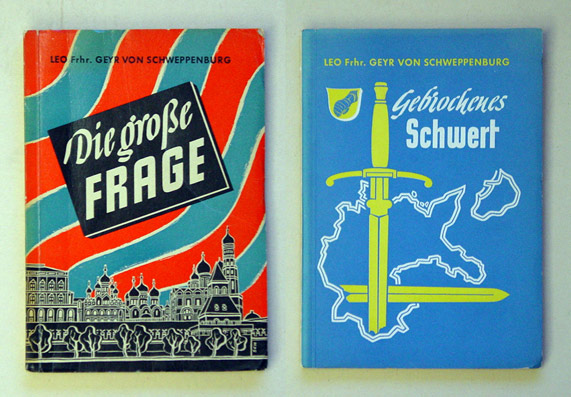 LEO Frhr. GEYR VON SCHWEPPENBURG
Die große
FRAGE
LEO Frhr. GEYR VON SCHWEPPENBURG
Gebrochenes
Schwert